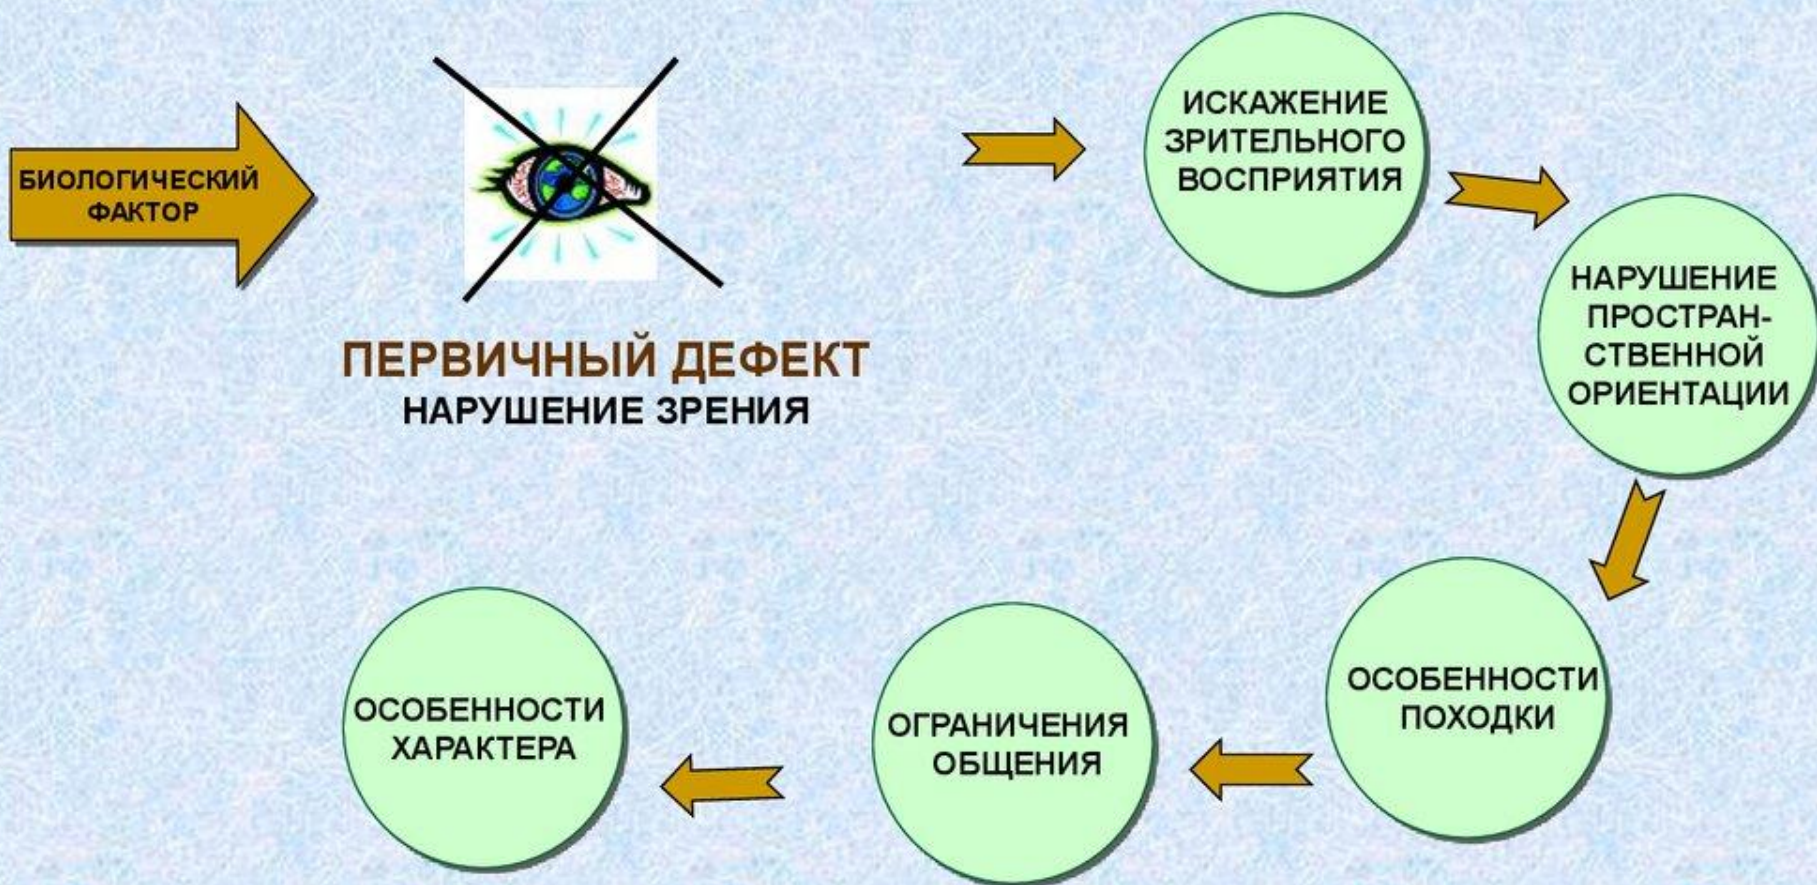 БИОЛОГИЧЕСКИЙ
ФАКТОР
ПЕРВИЧНЫЙ ДЕФЕКТ
НАРУШЕНИЕ ЗРЕНИЯ
ИСКАЖЕНИЕ
ЗРИТЕЛЬНОГО
ВОСПРИЯТИЯ
НАРУШЕНИЕ
ПРОСТРАН-
СТВЕННОЙ
ОРИЕНТАЦИИ
ОСОБЕННОСТИ
ПОХОДКИ
ОГРАНИЧЕНИЯ
ОБЩЕНИЯ
ОСОБЕННОСТИ
ХАРАКТЕРА